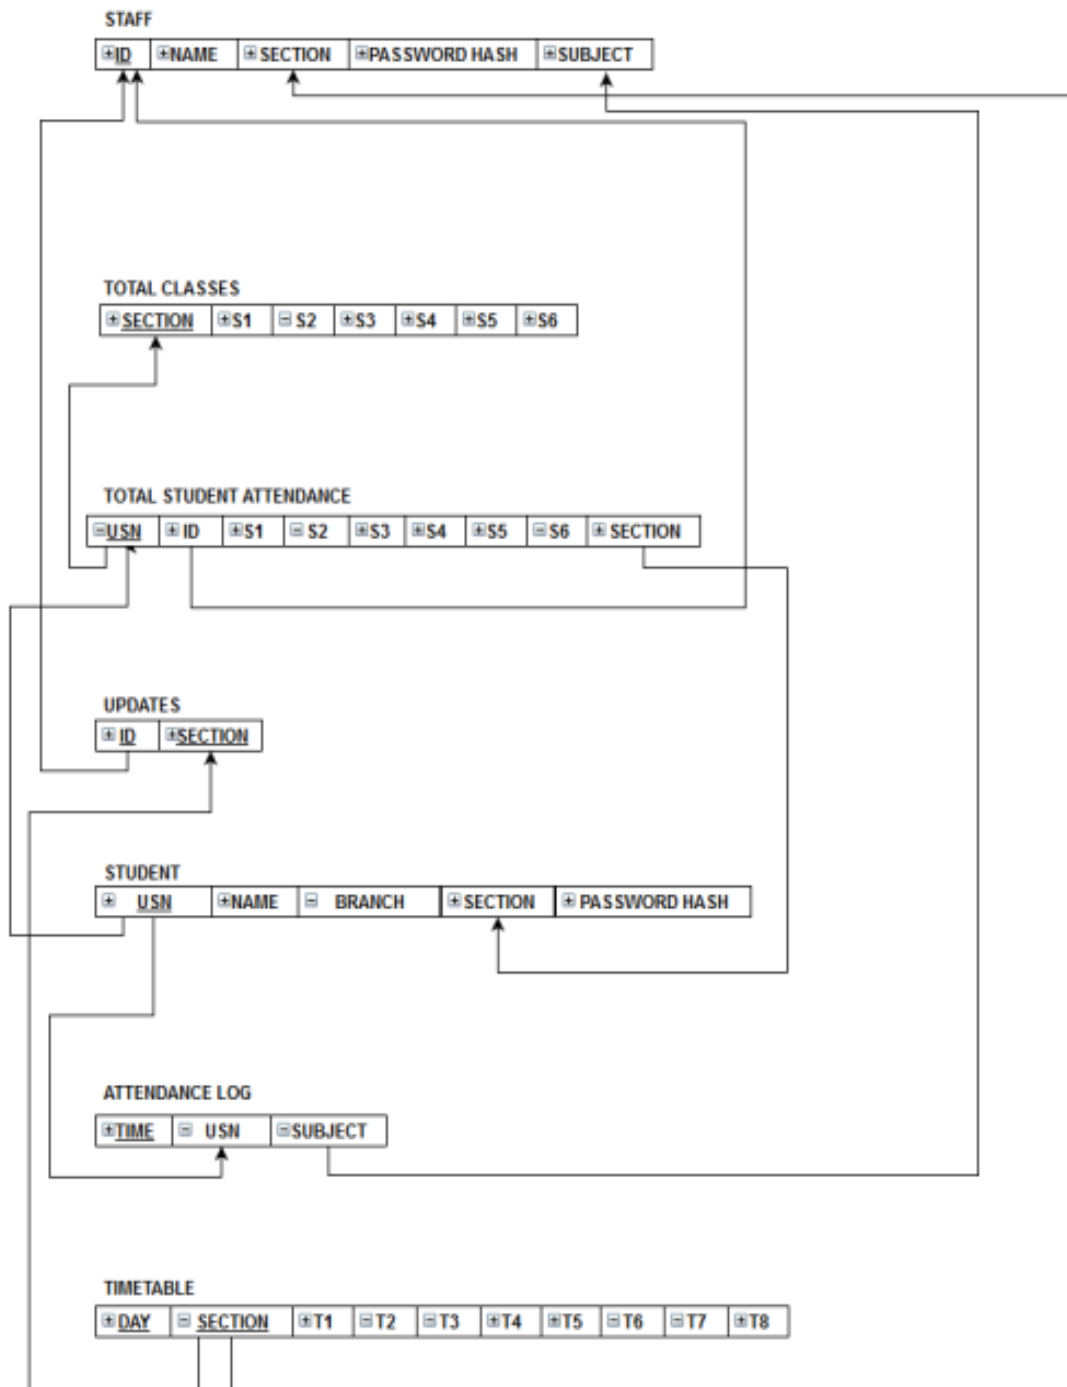 STAFF
ID NAME SECTION PASSWORD HASH SUBJECT
TOTAL CLASSES
SECTION S1 S2 S3 S4 S5 S6
TOTAL STUDENT ATTENDANCE
USN ID S1 S2 S3 S4 S5 S6 SECTION
UPDATES
ID SECTION
STUDENT
USN NAME BRANCH SECTION PASSWORD HASH
ATTENDANCE LOG
TIME USN SUBJECT
TIMETABLE
DAY SECTION T1 T2 T3 T4 T5 T6 T7 T8